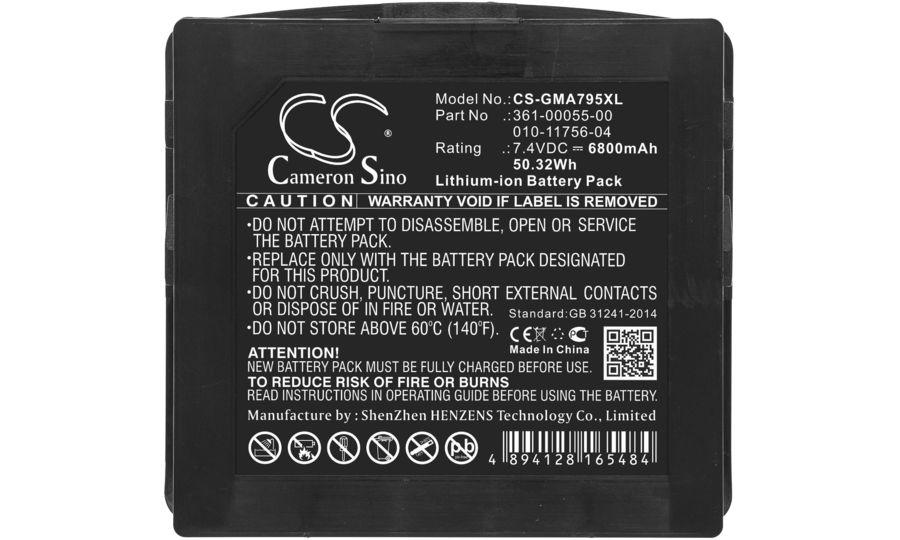 CS®
Cameron Sino
Model No.:CS-GMA795XL
Part No .:361-00055-00
010-11756-04
Rating .:7.4VDC ⎓ 6800mAh
50.32Wh
Lithium-ion Battery Pack
CAUTION WARRANTY VOID IF LABEL IS REMOVED
•DO NOT ATTEMPT TO DISASSEMBLE, OPEN OR SERVICE
THE BATTERY PACK.
•REPLACE ONLY WITH THE BATTERY PACK DESIGNATED
FOR THIS PRODUCT.
•DO NOT CRUSH, PUNCTURE, SHORT EXTERNAL CONTACTS
OR DISPOSE OF IN FIRE OR WATER.
Standard:GB 31241-2014
•DO NOT STORE ABOVE 60°C (140°F).
CE
Made In China
ATTENTION!
NEW BATTERY PACK MUST BE FULLY CHARGED BEFORE USE.
TO REDUCE RISK OF FIRE OR BURNS
READ INSTRUCTIONS IN OPERATING GUIDE BEFORE USING THE BATTERY.
Manufacture by : ShenZhen HENZENS Technology Co., Limited
pb
4 894128 165484